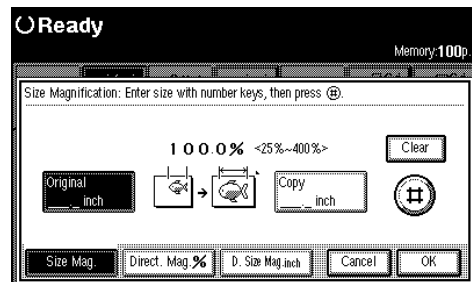 Ready
Memory:100p.
Size Magnification: Enter size with number keys, then press #.
100.0% <25%~400%>
Clear
Original
__._ inch
Copy
__._ inch
#
Size Mag.
Direct. Mag.%
D. Size Mag.inch
Cancel
OK